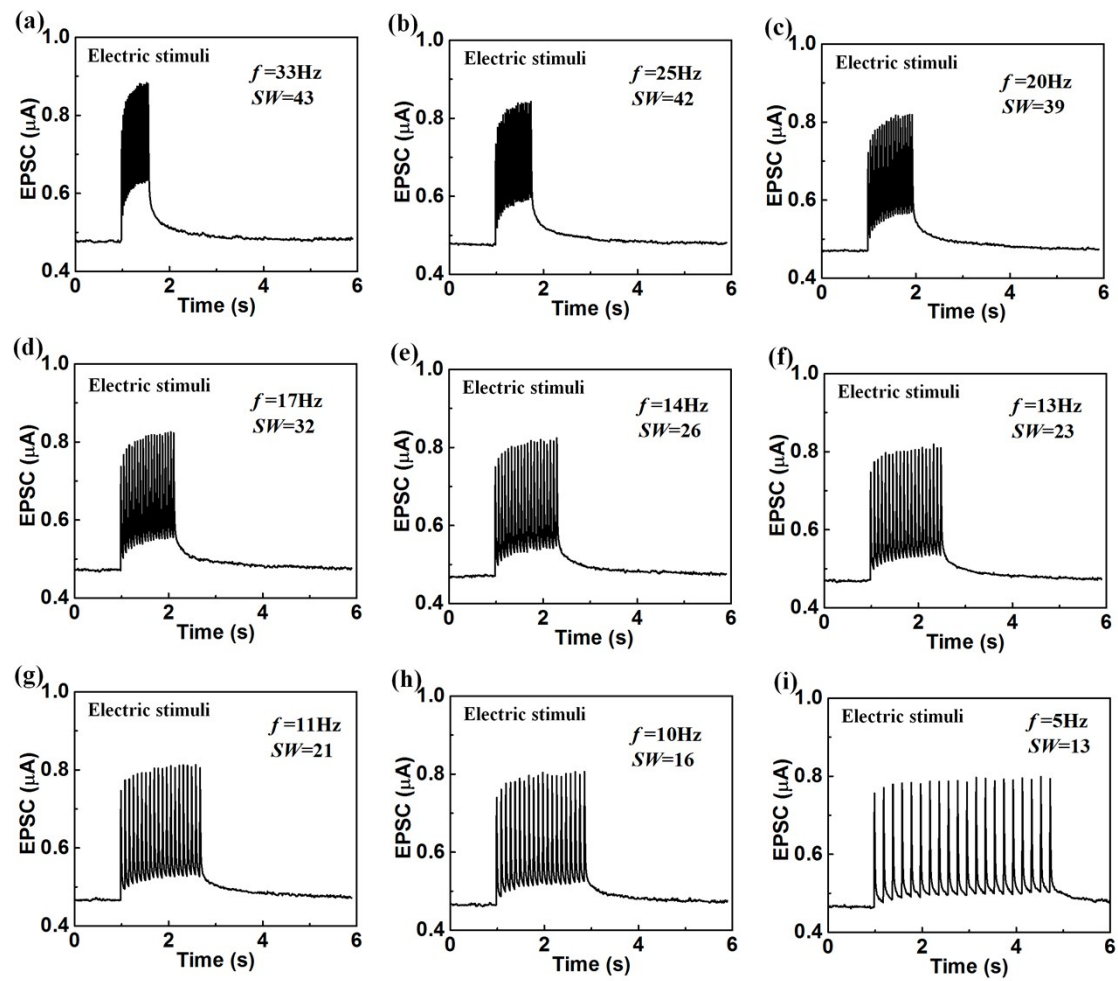 (a)
Electric stimuli
f=33Hz
SW=43
EPSC (μA)
1.0
0.8
0.6
0.4
0 2 4 6
Time (s)
(b)
Electric stimuli
f=25Hz
SW=42
EPSC (μA)
1.0
0.8
0.6
0.4
0 2 4 6
Time (s)
(c)
Electric stimuli
f=20Hz
SW=39
EPSC (μA)
1.0
0.8
0.6
0.4
0 2 4 6
Time (s)
(d)
Electric stimuli
f=17Hz
SW=32
EPSC (μA)
1.0
0.8
0.6
0.4
0 2 4 6
Time (s)
(e)
Electric stimuli
f=14Hz
SW=26
EPSC (μA)
1.0
0.8
0.6
0.4
0 2 4 6
Time (s)
(f)
Electric stimuli
f=13Hz
SW=23
EPSC (μA)
1.0
0.8
0.6
0.4
0 2 4 6
Time (s)
(g)
Electric stimuli
f=11Hz
SW=21
EPSC (μA)
1.0
0.8
0.6
0.4
0 2 4 6
Time (s)
(h)
Electric stimuli
f=10Hz
SW=16
EPSC (μA)
1.0
0.8
0.6
0.4
0 2 4 6
Time (s)
(i)
Electric stimuli
f=5Hz
SW=13
EPSC (μA)
1.0
0.8
0.6
0.4
0 2 4 6
Time (s)